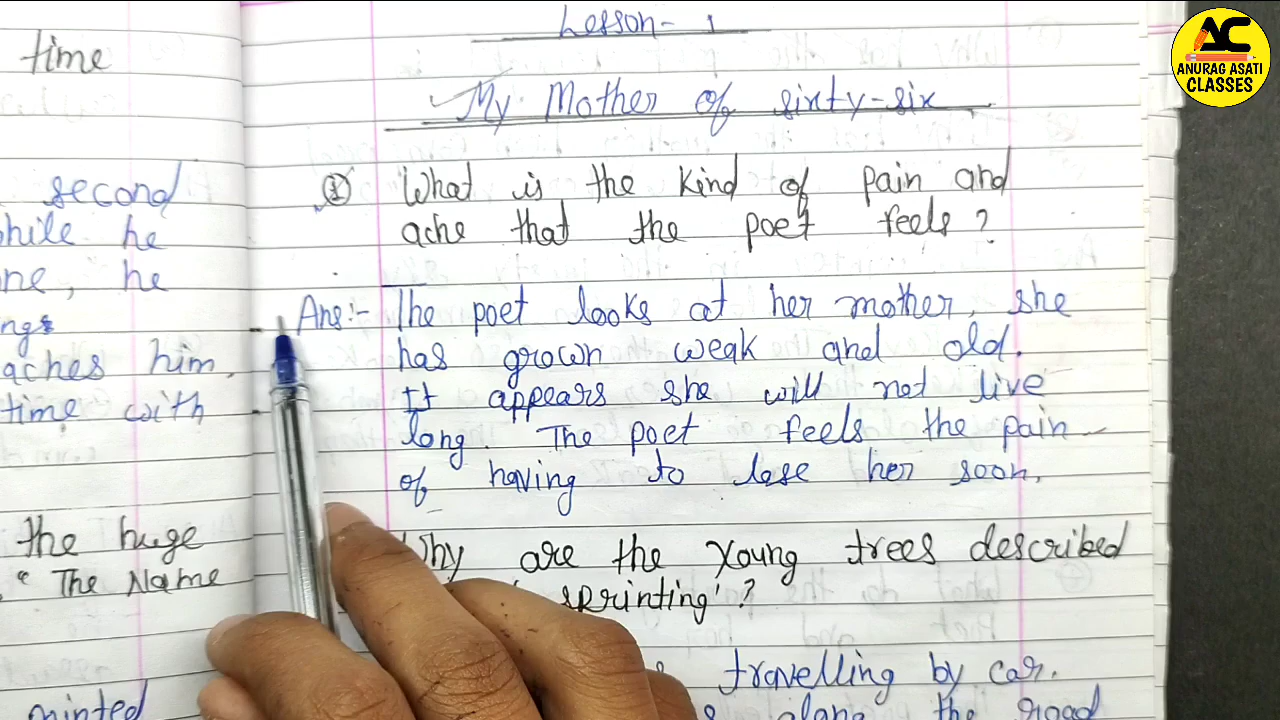 time
second
while he
he
aches him.
time with
the huge
"The Name
Lesson- 1
My Mother of sixty-six
What is the kind of pain and
ache that the poet feels?
Ans:- The poet looks at her mother, she
has grown weak and old.
It appears she will not live
long. The poet feels the pain
of having to lose her soon.
Why are the young trees described
sprinting'?
travelling by car.
along the road
AC
ANURAG ASATI
CLASSES